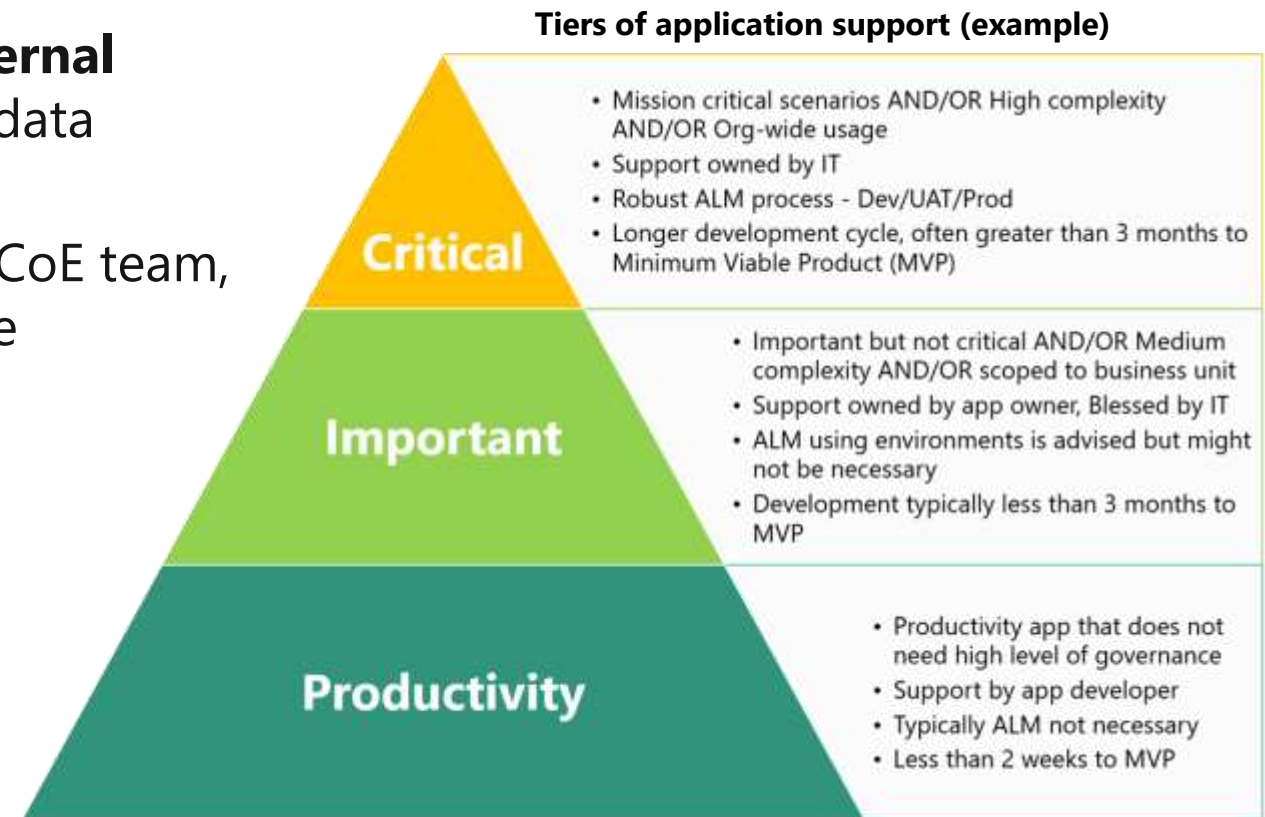 Tiers of application support (example)
ernal
data
CoE team,
e
Critical
• Mission critical scenarios AND/OR High complexity
AND/OR Org-wide usage
• Support owned by IT
• Robust ALM process - Dev/UAT/Prod
• Longer development cycle, often greater than 3 months to
Minimum Viable Product (MVP)
Important
• Important but not critical AND/OR Medium
complexity AND/OR scoped to business unit
• Support owned by app owner, Blessed by IT
• ALM using environments is advised but might
not be necessary
• Development typically less than 3 months to
MVP
Productivity
• Productivity app that does not
need high level of governance
• Support by app developer
• Typically ALM not necessary
• Less than 2 weeks to MVP